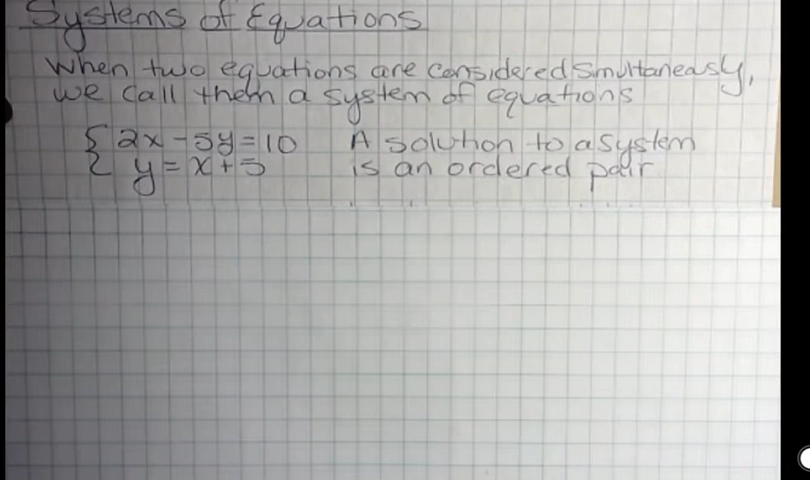 Systems of Equations
When two equations are considered Smultaneasly,
we call them a system of equations
{ 2x - 5y = 10 A solution to a system
y = x + 5 is an ordered pair